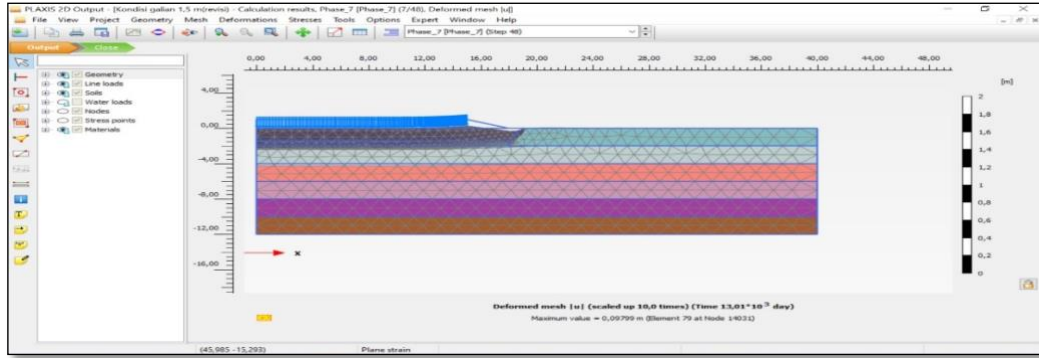 PLAXIS 2D Output - [Kondisi galian 1,5 m(revisi) - Calculation results, Phase_7 [Phase_7] (7/48), Deformed mesh |u|]
File View Project Geometry Mesh Deformations Stresses Tools Options Expert Window Help
Phase_7 [Phase_7] (Step 48)
Output Close
Geometry
Line loads
Soils
Water loads
Nodes
Stress points
Materials
0,00 4,00 8,00 12,00 16,00 20,00 24,00 28,00 32,00 36,00 40,00 44,00 48,00
[m]
4,00
0,00
-4,00
-8,00
-12,00
-16,00
x
2
1,8
1,6
1,4
1,2
1
0,8
0,6
0,4
0,2
0
Deformed mesh |u| (scaled up 10,0 times) (Time 13,01*10³ day)
Maximum value = 0,09799 m (Element 79 at Node 14031)
(45,985 -15,293) Plane strain